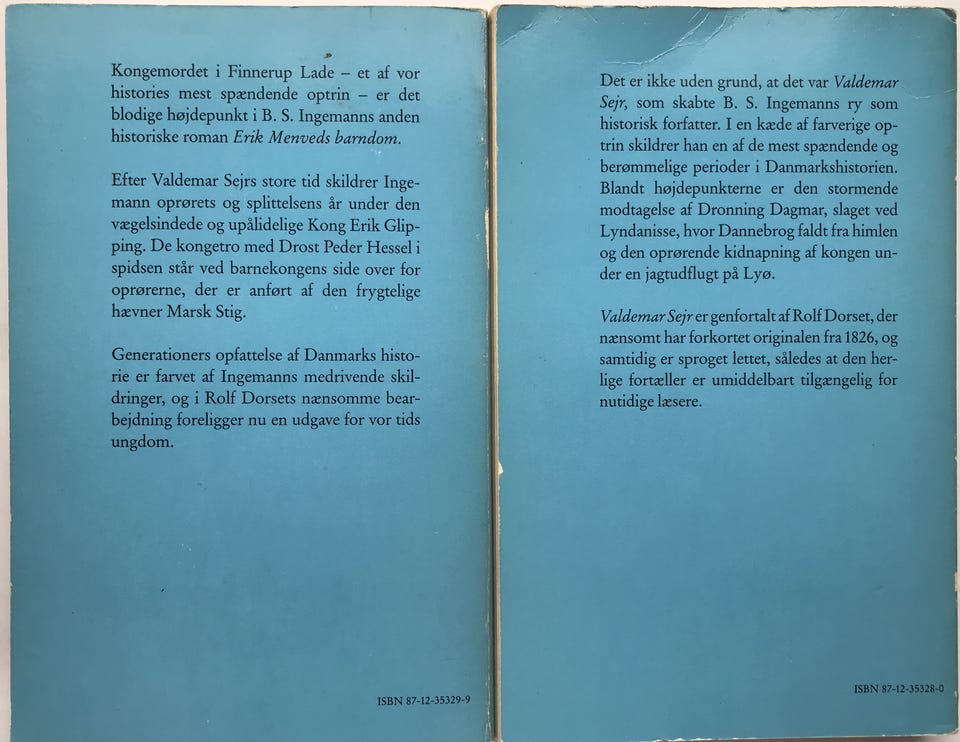 Kongemordet i Finnerup Lade – et af vor
histories mest spændende optrin – er det
blodige højdepunkt i B. S. Ingemanns anden
historiske roman Erik Menveds barndom.
Efter Valdemar Sejrs store tid skildrer Inge-
mann oprørets og splittelsens år under den
vægelsindede og upålidelige Kong Erik Glip-
ping. De kongetro med Drost Peder Hessel i
spidsen står ved barnekongens side over for
oprørerne, der er anført af den frygtelige
hævner Marsk Stig.
Generationers opfattelse af Danmarks histo-
rie er farvet af Ingemanns medrivende skil-
dringer, og i Rolf Dorsets nænsomme bear-
bejdning foreligger nu en udgave for vor tids
ungdom.
ISBN 87-12-35329-9
Det er ikke uden grund, at det var Valdemar
Sejr, som skabte B. S. Ingemanns ry som
historisk forfatter. I en kæde af farverige op-
trin skildrer han en af de mest spændende og
berømmelige perioder i Danmarkshistorien.
Blandt højdepunkterne er den stormende
modtagelse af Dronning Dagmar, slaget ved
Lyndanisse, hvor Dannebrog faldt fra himlen
og den oprørende kidnapning af kongen un-
der en jagtudflugt på Lyø.
Valdemar Sejr er genfortalt af Rolf Dorset, der
nænsomt har forkortet originalen fra 1826, og
samtidig er sproget lettet, således at den her-
lige fortæller er umiddelbart tilgængelig for
nutidige læsere.
ISBN 87-12-35328-0